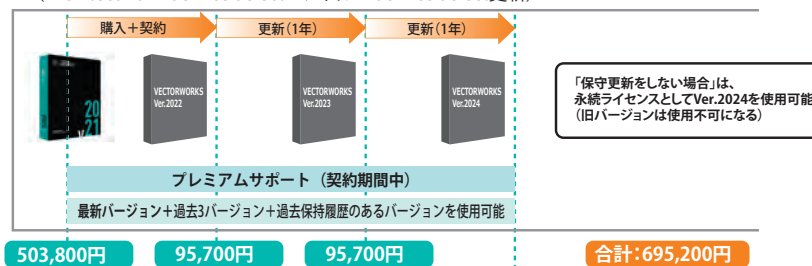 購入＋契約
更新（1年）
更新（1年）
20
21
VECTORWORKS
Ver.2022
VECTORWORKS
Ver.2023
VECTORWORKS
Ver.2024
「保守更新をしない場合」は、
永続ライセンスとしてVer.2024を使用可能
（旧バージョンは使用不可になる）
プレミアムサポート（契約期間中）
最新バージョン＋過去3バージョン＋過去保持履歴のあるバージョンを使用可能
503,800円
95,700円
95,700円
合計：695,200円